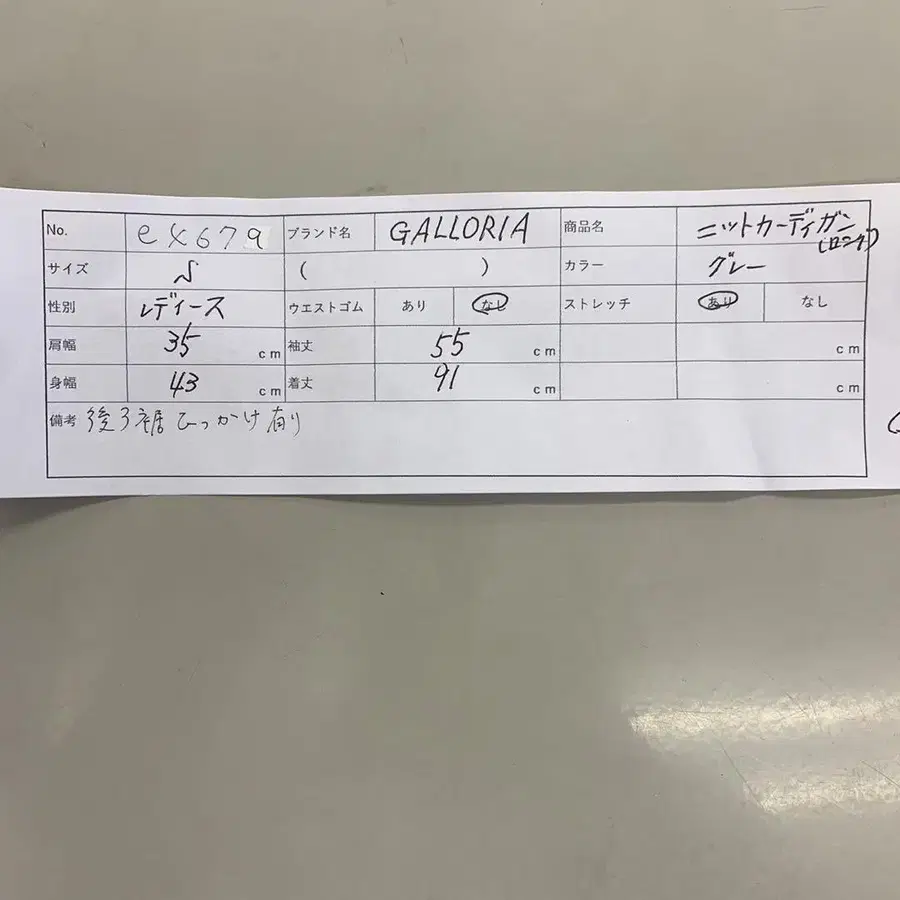 No. ex679 ブランド名 GALLORIA 商品名 ニットカーディガン(ロング)
サイズ S ( ) カラー グレー
性別 レディース ウエストゴム あり なし ストレッチ あり なし
肩幅 35 cm 袖丈 55 cm cm
身幅 43 cm 着丈 91 cm cm
備考 後ろ裾ひっかけ有り